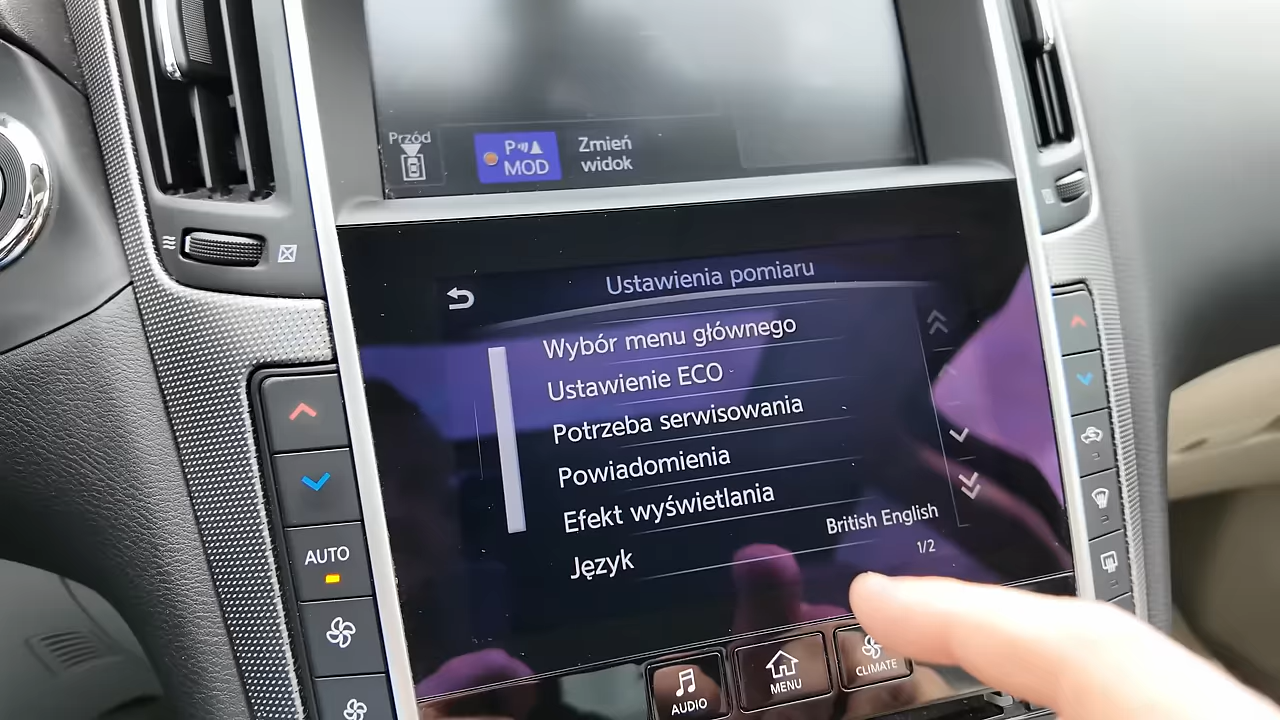 Przód
P
MOD
Zmień
widok
Ustawienia pomiaru
Wybór menu głównego
Ustawienie ECO
Potrzeba serwisowania
Powiadomienia
Efekt wyświetlania
Język
British English
1/2
AUTO
AUDIO
MENU
CLIMATE